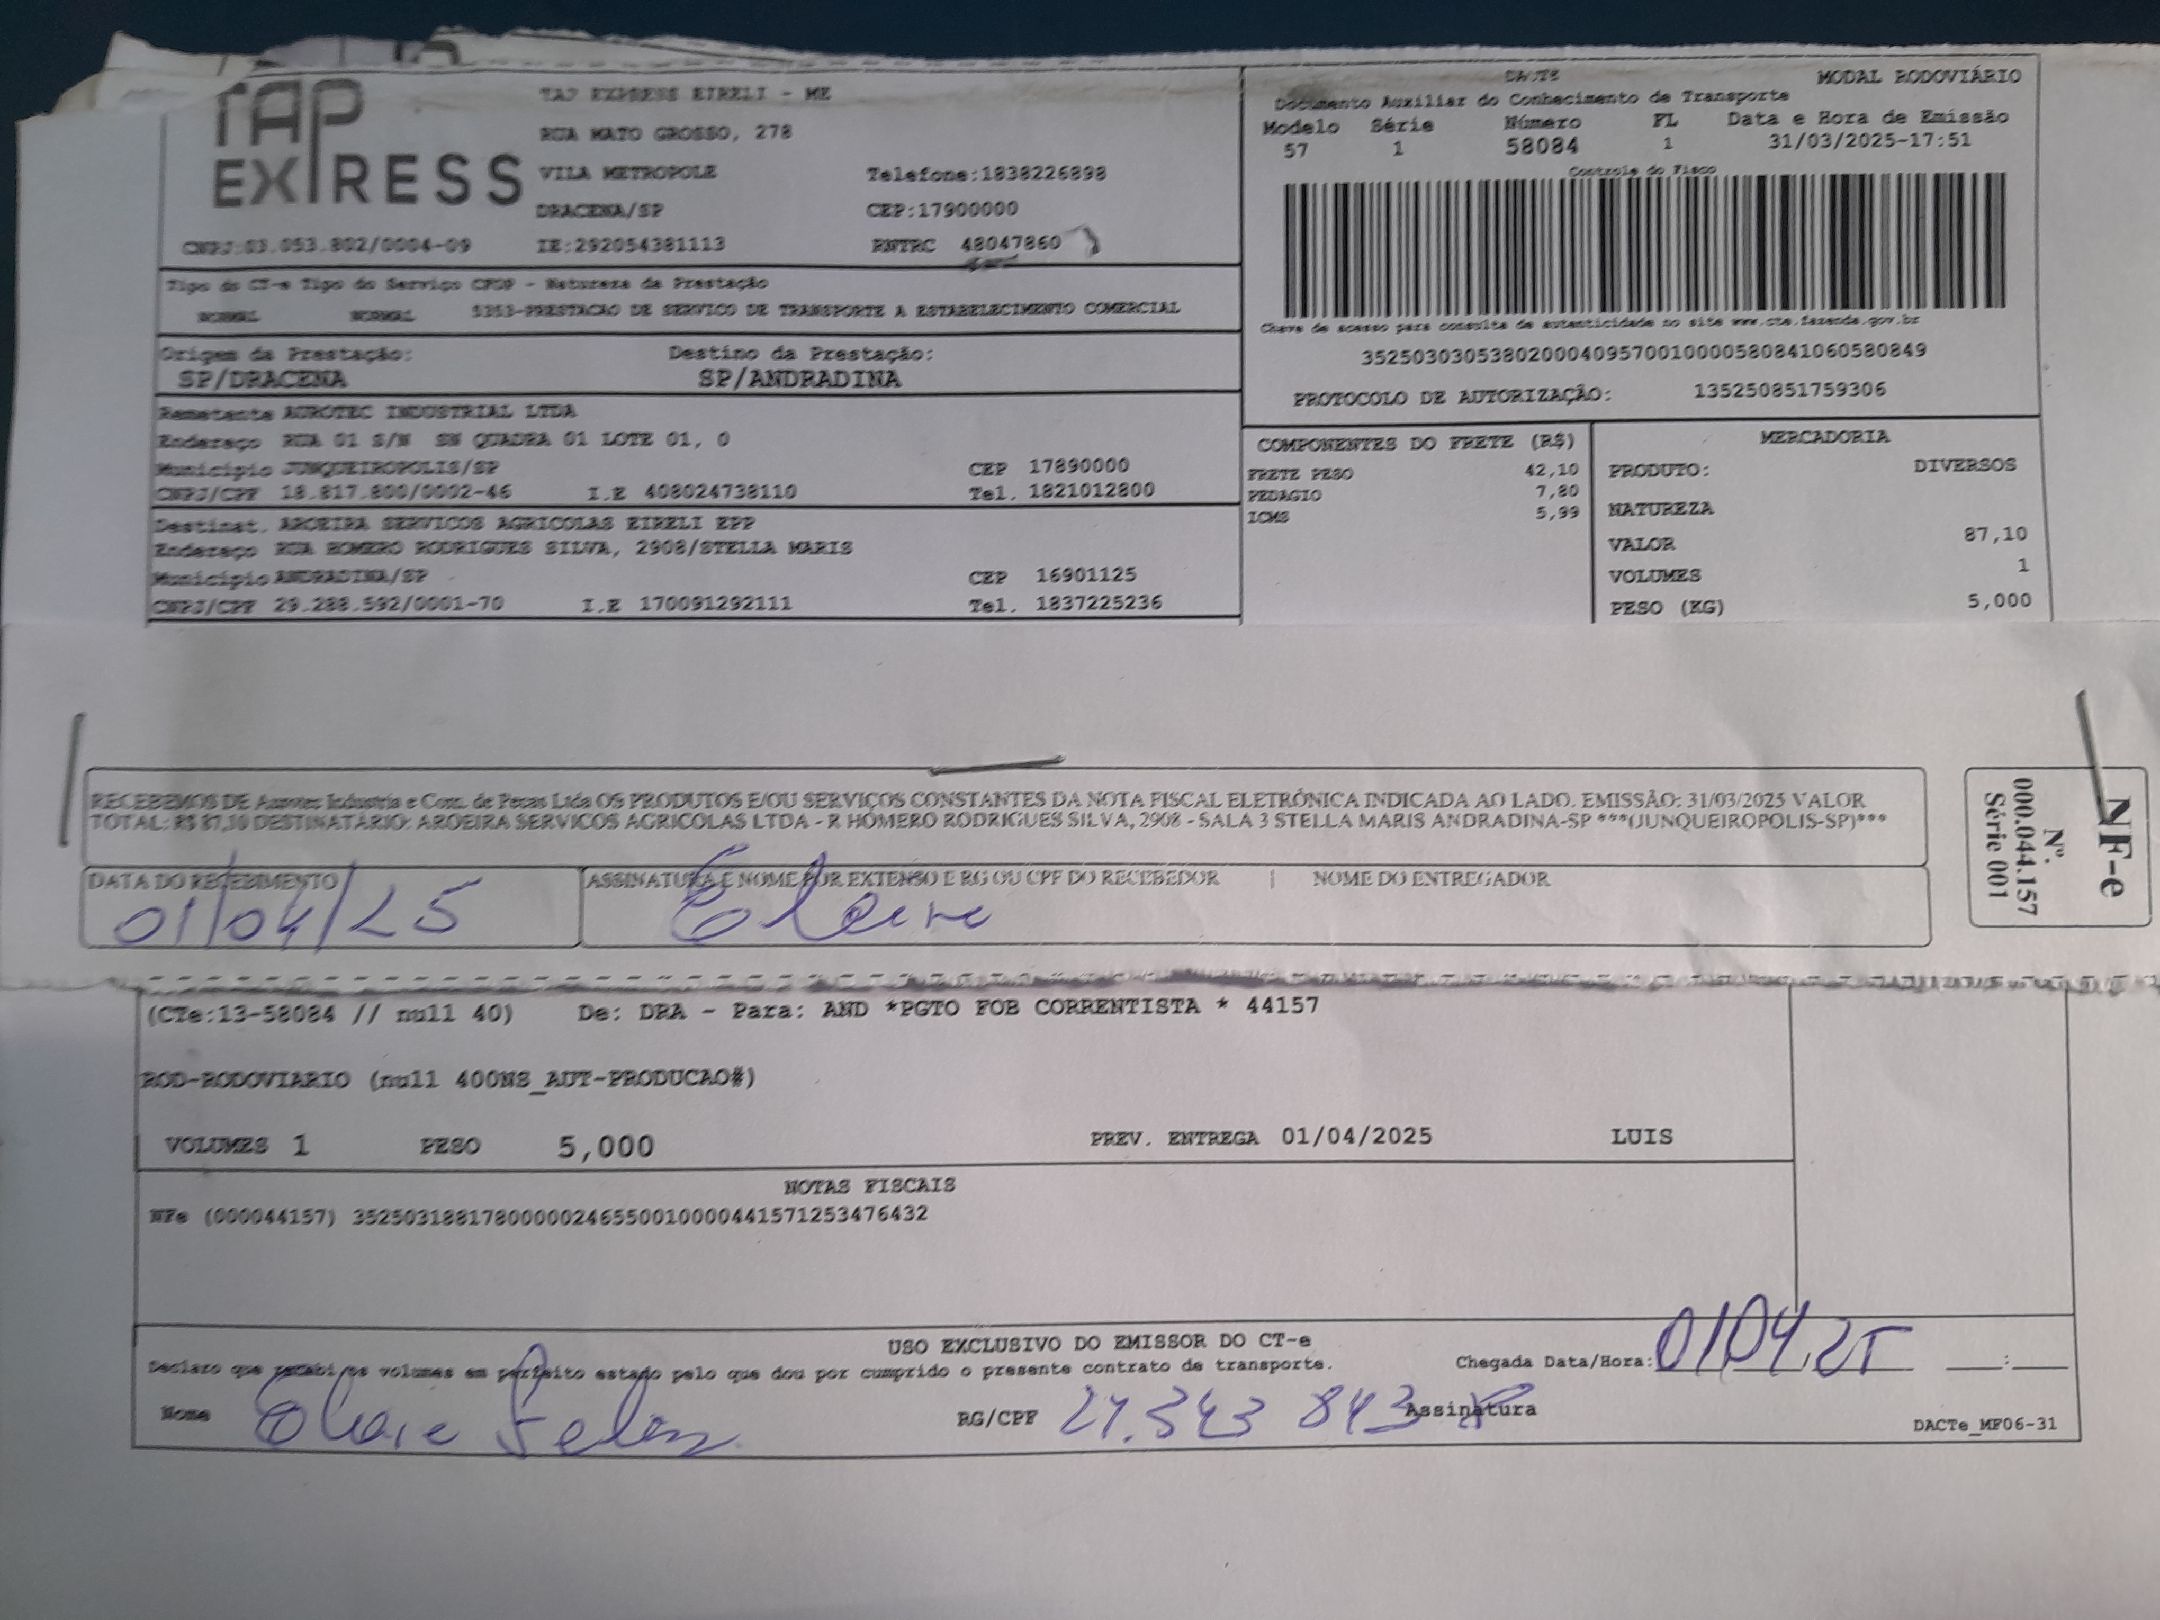 TAP
EXPRESS
TAP EXPRESS EIRELI - ME
RUA MATO GROSSO, 278
VILA METROPOLE Telefone:1838226898
DRACENA/SP CEP:17900000
CNPJ:03.053.802/0004-09 IE:292054381113 RNTRC 48047860
DACTE MODAL RODOVIÁRIO
Documento Auxiliar do Conhecimento de Transporte
Modelo Série Número FL Data e Hora de Emissão
57 1 58084 1 31/03/2025-17:51
Controle do Fisco
Chave de acesso para consulta de autenticidade no site www.cte.fazenda.gov.br
35250303053802000409570010000580841060580849
PROTOCOLO DE AUTORIZAÇÃO: 135250851759306
Tipo do CT-e Tipo do Serviço CFOP - Natureza da Prestação
NORMAL NORMAL 5353-PRESTACAO DE SERVICO DE TRANSPORTE A ESTABELECIMENTO COMERCIAL
Origem da Prestação: Destino da Prestação:
SP/DRACENA SP/ANDRADINA
Remetente AUROTEC INDUSTRIAL LTDA
Endereço RUA 01 S/N SN QUADRA 01 LOTE 01, 0
Município JUNQUEIROPOLIS/SP CEP 17890000
CNPJ/CPF 18.817.800/0002-46 I.E 408024738110 Tel. 1821012800
Destinat. AROEIRA SERVICOS AGRICOLAS EIRELI EPP
Endereço RUA HOMERO RODRIGUES SILVA, 2908/STELLA MARIS
Município ANDRADINA/SP CEP 16901125
CNPJ/CPF 29.288.592/0001-70 I.E 170091292111 Tel. 1837225236
COMPONENTES DO FRETE (R$)
FRETE PESO 42,10
PEDAGIO 7,80
ICMS 5,99
MERCADORIA
PRODUTO: DIVERSOS
NATUREZA
VALOR 87,10
VOLUMES 1
PESO (KG) 5,000
RECEBEMOS DE Aurotec Industria e Com. de Pecas Ltda OS PRODUTOS E/OU SERVIÇOS CONSTANTES DA NOTA FISCAL ELETRÔNICA INDICADA AO LADO. EMISSÃO: 31/03/2025 VALOR
TOTAL: R$ 87,10 DESTINATÁRIO: AROEIRA SERVICOS AGRICOLAS LTDA - R HOMERO RODRIGUES SILVA, 2908 - SALA 3 STELLA MARIS ANDRADINA-SP ***(JUNQUEIROPOLIS-SP)***
DATA DO RECEBIMENTO ASSINATURA E NOME POR EXTENSO E RG OU CPF DO RECEBEDOR | NOME DO ENTREGADOR
01/04/25
NF-e
Nº.
000.044.157
Série 001
(CTe:13-58084 // null 40) De: DRA - Para: AND *PGTO FOB CORRENTISTA * 44157
ROD-RODOVIARIO (null 400NS_AUT-PRODUCAO#)
VOLUMES 1 PESO 5,000 PREV. ENTREGA 01/04/2025 LUIS
NOTAS FISCAIS
NFe (000044157) 35250318817800000246550010000441571253476432
USO EXCLUSIVO DO EMISSOR DO CT-e
Declaro que recebi os volumes em perfeito estado pelo que dou por cumprido o presente contrato de transporte. Chegada Data/Hora: 01/04/25 __:__
Nome RG/CPF Assinatura
DACTe_MF06-31